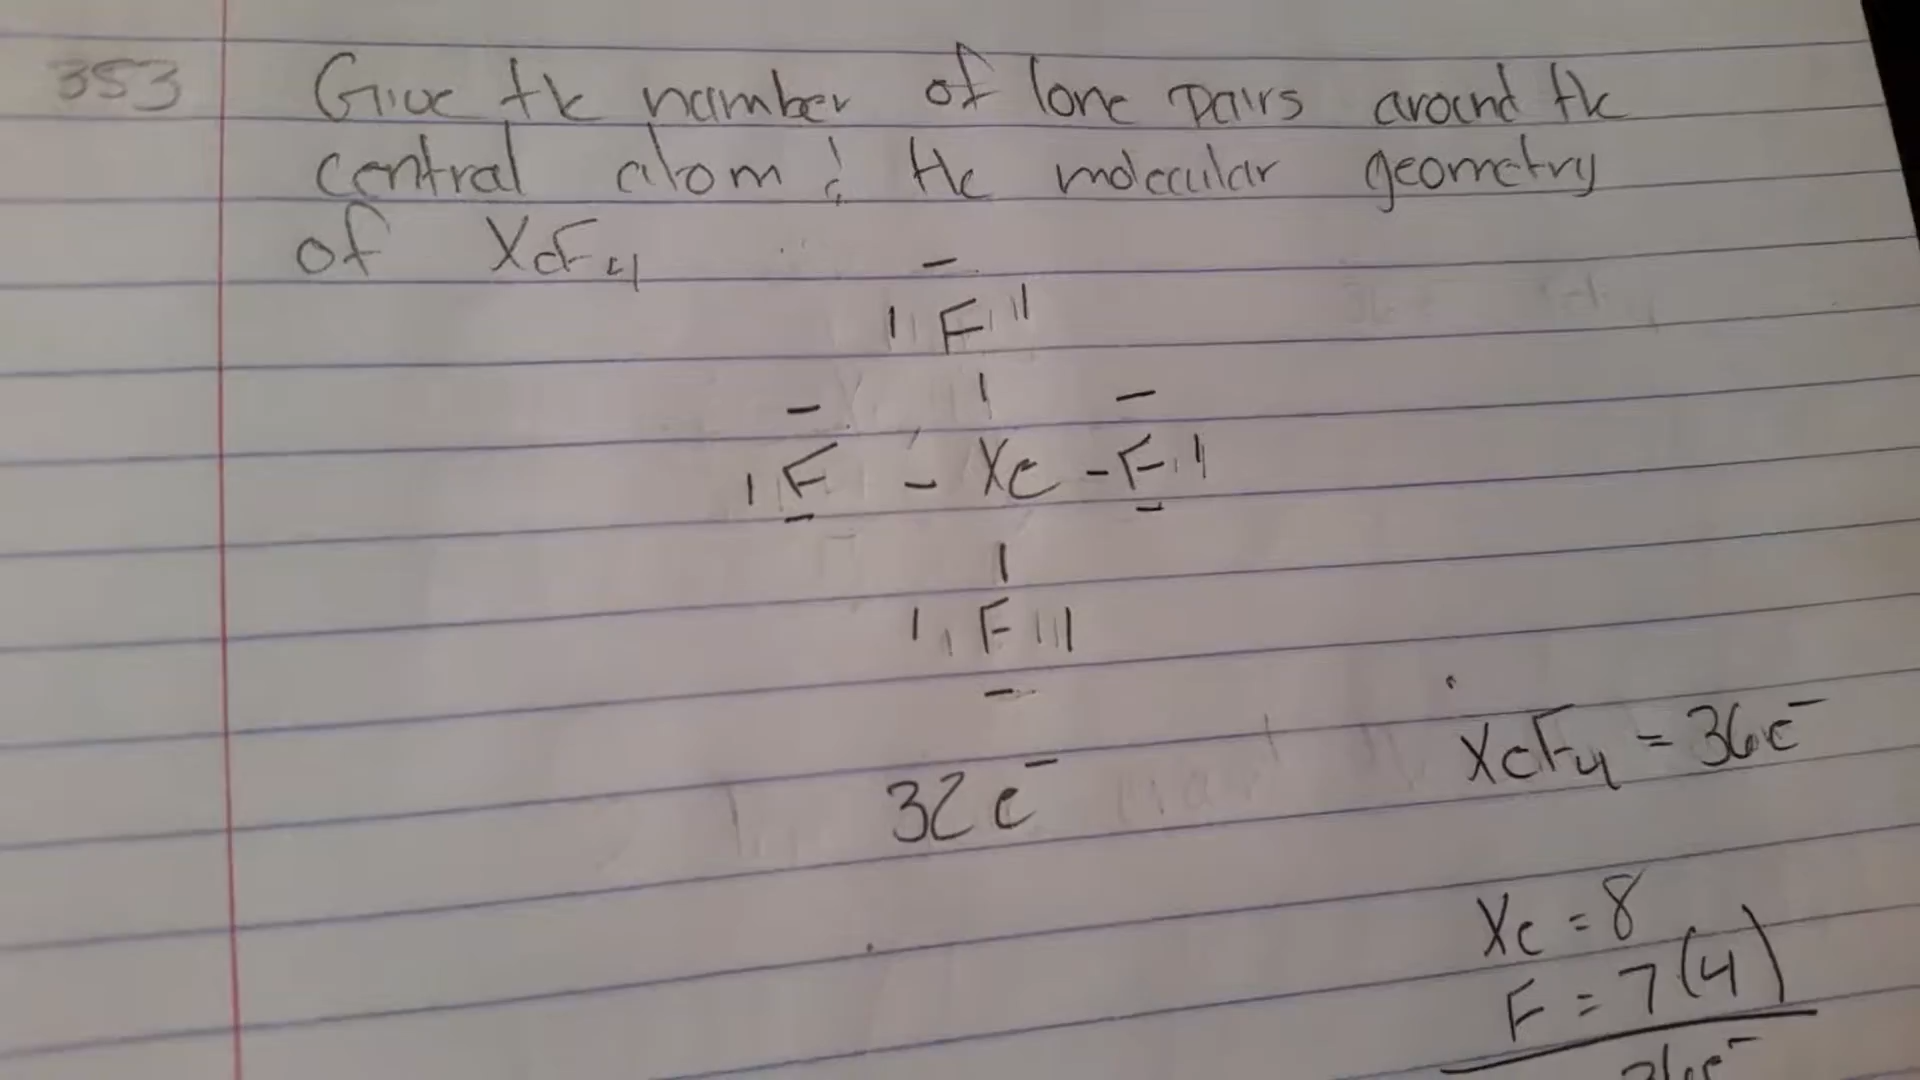 353 Give the number of lone pairs around the
central atom & the molecular geometry
of XeF4
F
F - Xe - F
F
32e⁻
XeF4 = 36e⁻
Xe = 8
F = 7(4)
36e⁻